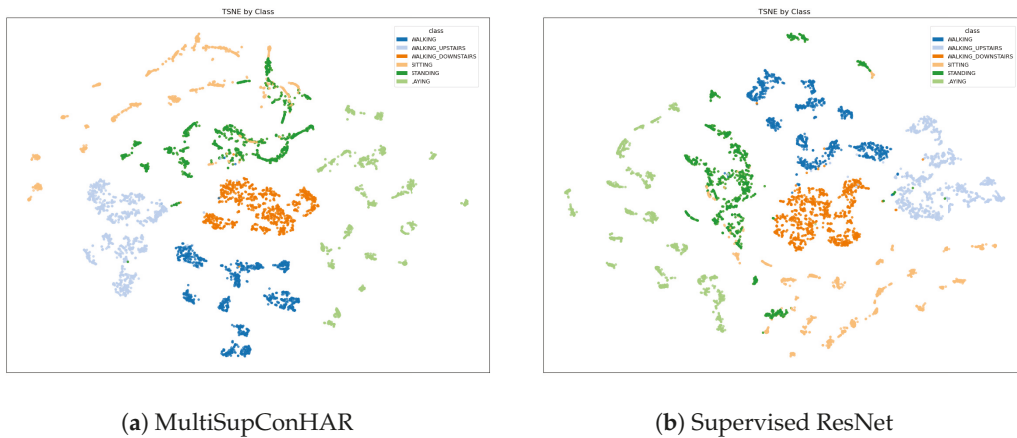 TSNE by Class
class
WALKING
WALKING_UPSTAIRS
WALKING_DOWNSTAIRS
SITTING
STANDING
LAYING
(a) MultiSupConHAR
TSNE by Class
class
WALKING
WALKING_UPSTAIRS
WALKING_DOWNSTAIRS
SITTING
STANDING
LAYING
(b) Supervised ResNet